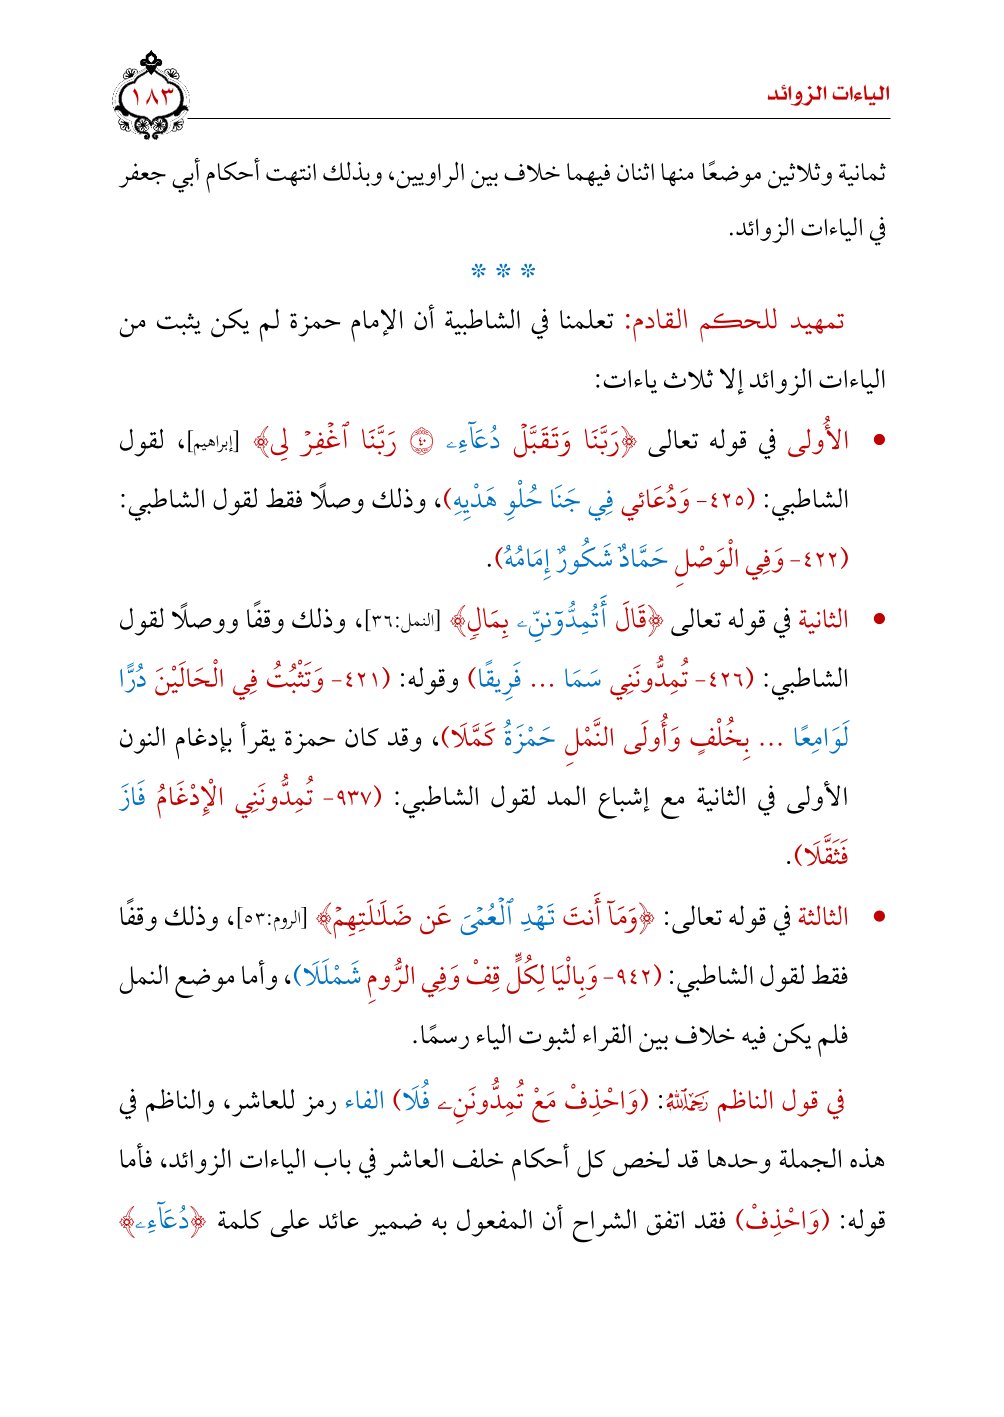 الياءات الزوائد
١٨٣
ثمانية وثلاثين موضعًا منها اثنان فيهما خلاف بين الراويين، وبذلك انتهت أحكام أبي جعفر
في الياءات الزوائد.
* * *
تمهيد للحكم القادم: تعلمنا في الشاطبية أن الإمام حمزة لم يكن يثبت من
الياءات الزوائد إلا ثلاث ياءات:
• الأُولى في قوله تعالى ﴿رَبَّنَا وَتَقَبَّلۡ دُعَآءِۦ ٤٠ رَبَّنَا ٱغۡفِرۡ لِي﴾ [إبراهيم]، لقول
الشاطبي: (٤٢٥- وَدُعَائي فِي جَنَا حُلْوِ هَدْيِهِ)، وذلك وصلًا فقط لقول الشاطبي:
(٤٢٢- وَفِي الْوَصْلِ حَمَّادٌ شَكُورٌ إِمَامُهُ).
• الثانية في قوله تعالى ﴿قَالَ أَتُمِدُّوٓنِّۦ بِمَالٖ﴾ [النمل:٣٦]، وذلك وقفًا ووصلًا لقول
الشاطبي: (٤٢٦- تُمِدُّونَنِي سَمَا ... فَرِيقًا) وقوله: (٤٢١- وَتَثْبُتُ فِي الْحَالَيْنَ دُرًّا
لَوَامِعًا ... بِخُلْفٍ وَأُولَى النَّمْلِ حَمْزَةُ كَمَّلَا)، وقد كان حمزة يقرأ بإدغام النون
الأولى في الثانية مع إشباع المد لقول الشاطبي: (٩٣٧- تُمِدُّونَنِي الْإِدْغَامُ فَازَ
فَثَقَّلَا).
• الثالثة في قوله تعالى: ﴿وَمَآ أَنتَ تَهۡدِ ٱلۡعُمۡيَ عَن ضَلَٰلَتِهِمۡ﴾ [الروم:٥٣]، وذلك وقفًا
فقط لقول الشاطبي: (٩٤٢- وَبِالْيَا لِكُلٍّ قِفْ وَفِي الرُّومِ شَمْلَلَا)، وأما موضع النمل
فلم يكن فيه خلاف بين القراء لثبوت الياء رسمًا.
في قول الناظم رَحِمَهُ ٱللَّهُ: (وَاحْذِفْ مَعْ تُمِدُّونَنِۦ فُلَا) الفاء رمز للعاشر، والناظم في
هذه الجملة وحدها قد لخص كل أحكام خلف العاشر في باب الياءات الزوائد، فأما
قوله: (وَاحْذِفْ) فقد اتفق الشراح أن المفعول به ضمير عائد على كلمة ﴿دُعَآءِۦ﴾